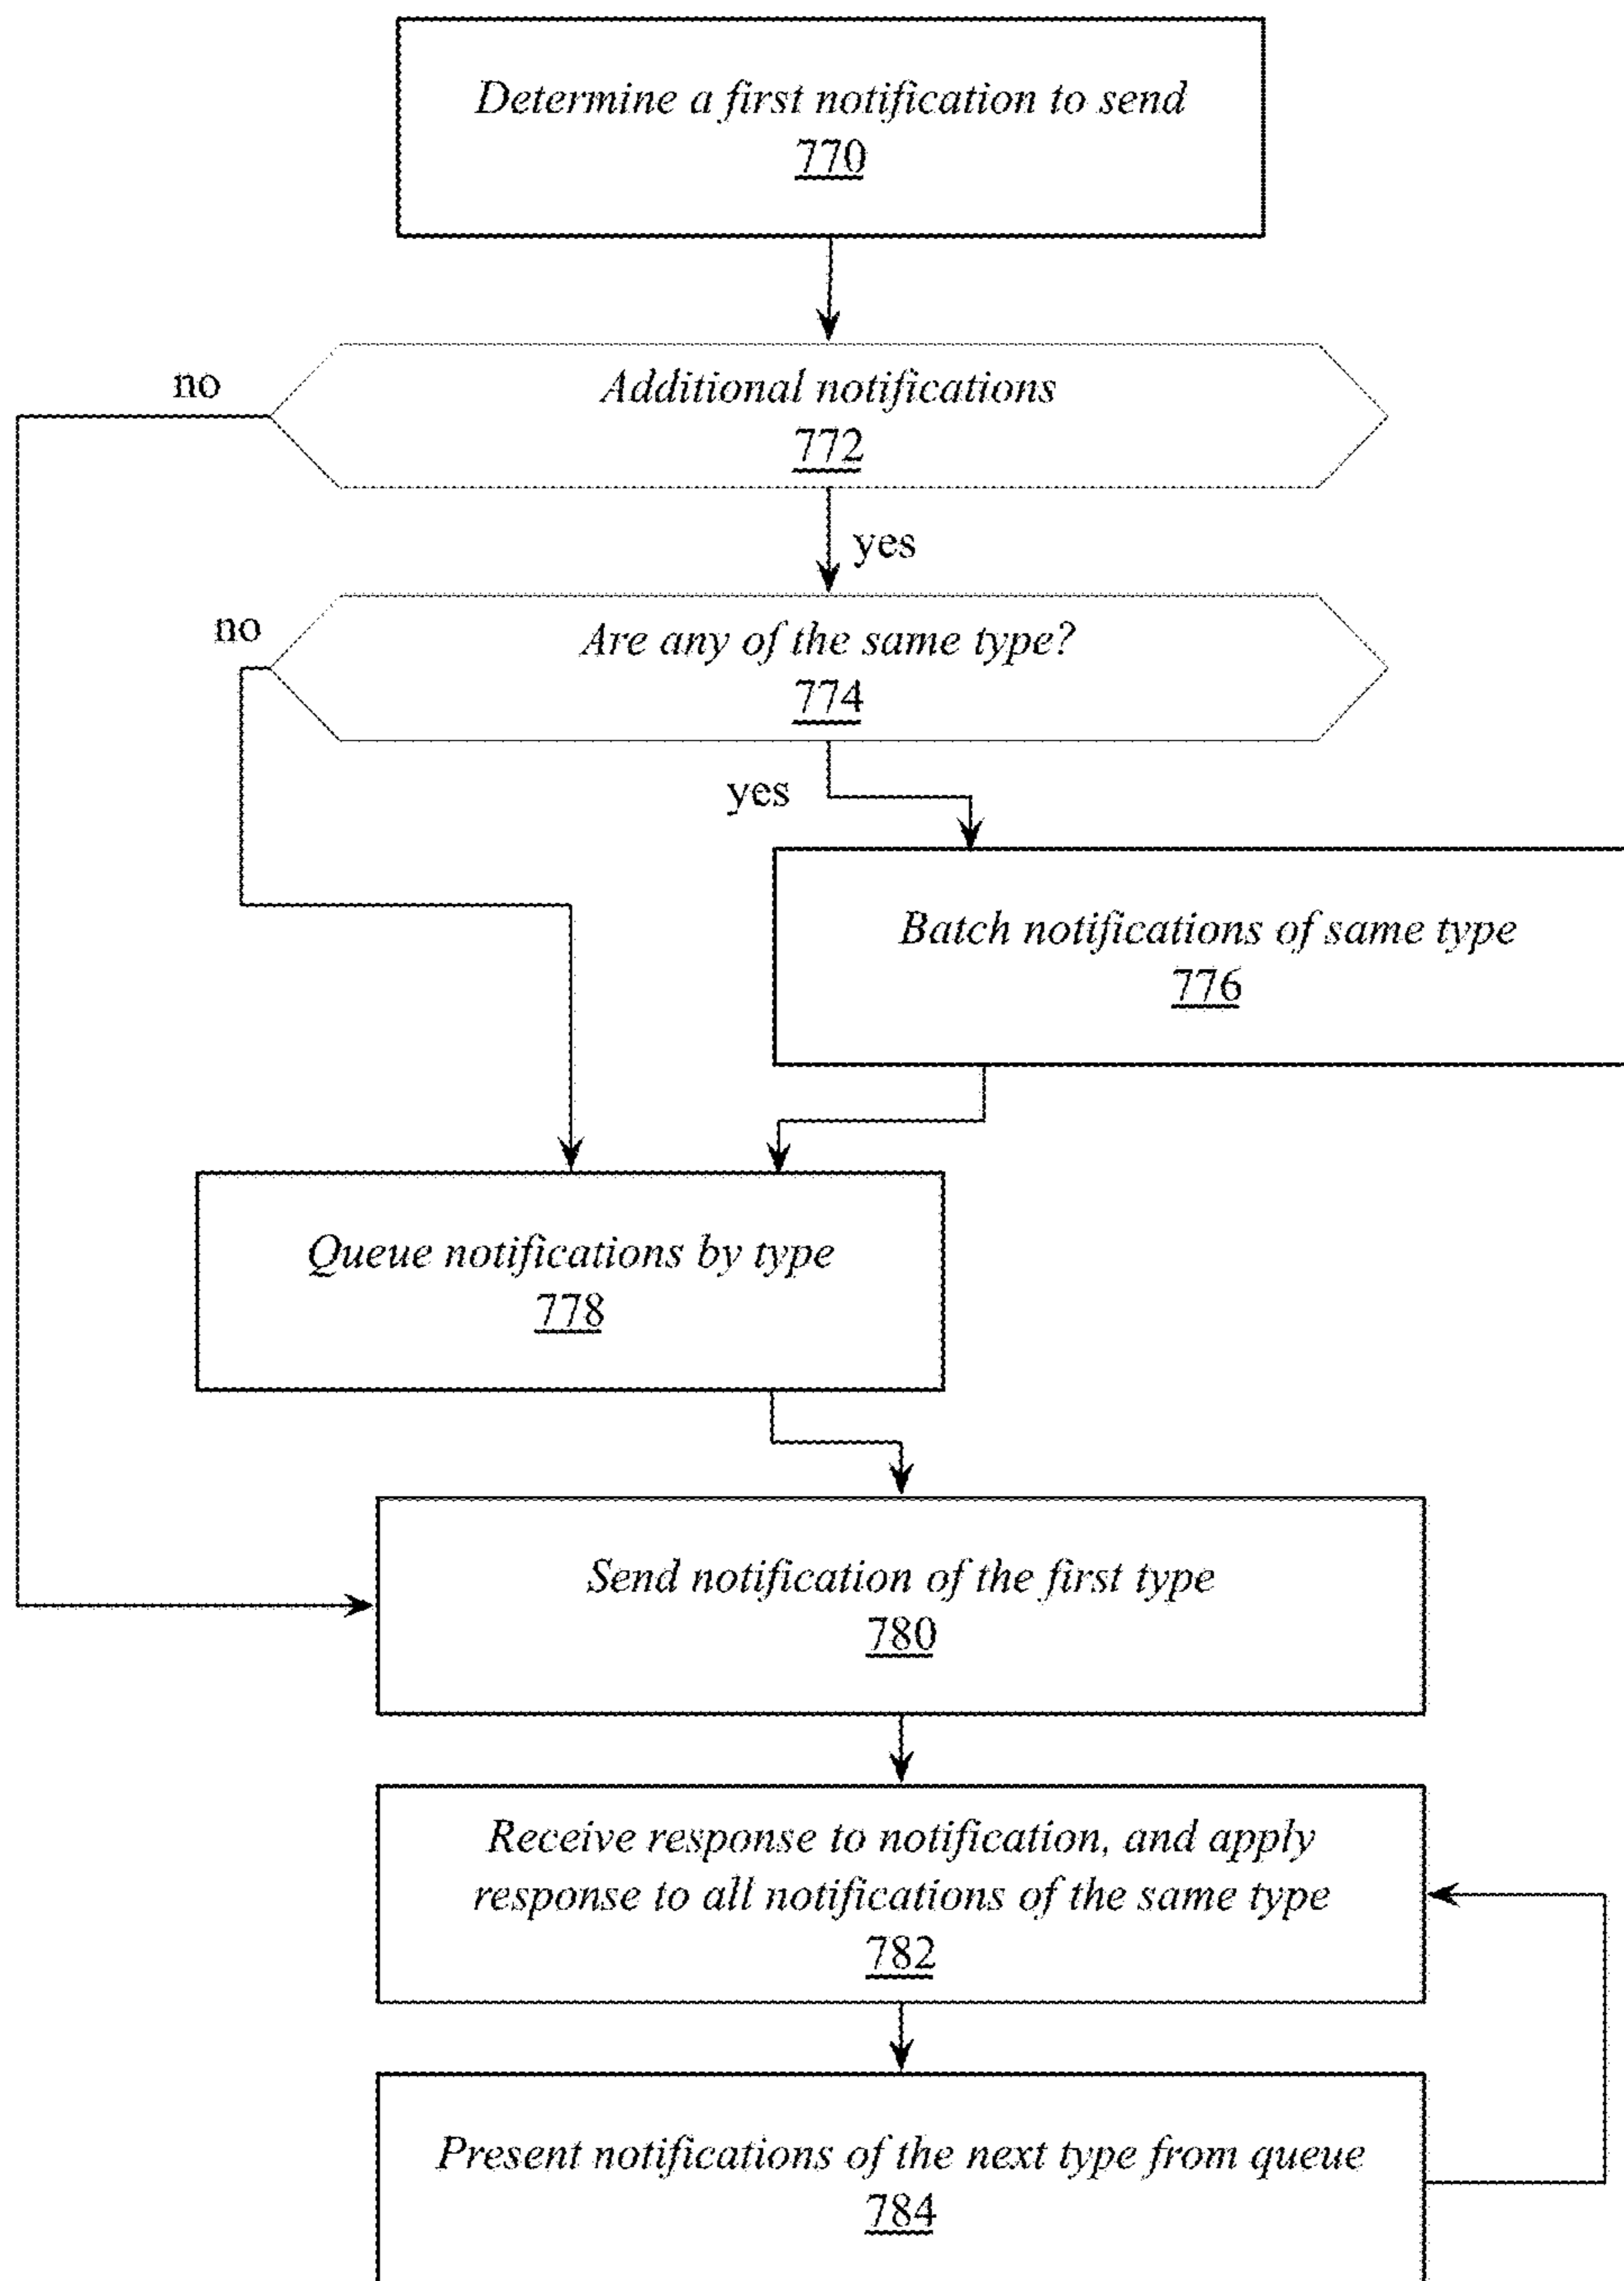 Determine a first notification to send
770
no
Additional notifications
772
yes
no
Are any of the same type?
774
yes
Batch notifications of same type
776
Queue notifications by type
778
Send notification of the first type
780
Receive response to notification, and apply
response to all notifications of the same type
782
Present notifications of the next type from queue
784